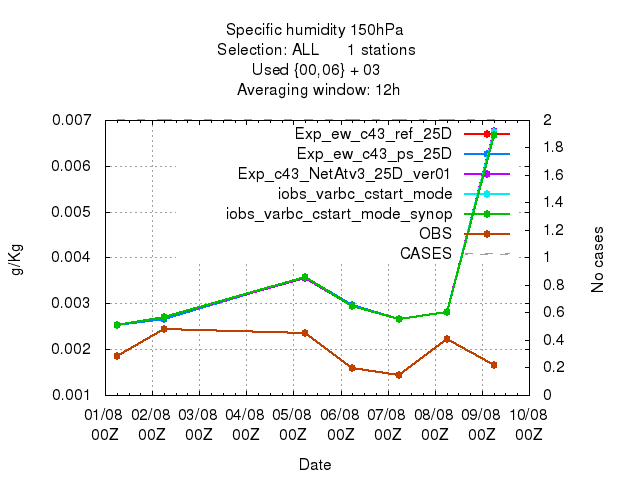 Specific humidity 150hPa
Selection: ALL 1 stations
Used {00,06} + 03
Averaging window: 12h
0.007
0.006
0.005
0.004
0.003
0.002
0.001
g/Kg
Exp_ew_c43_ref_25D
Exp_ew_c43_ps_25D
Exp_c43_NetAtv3_25D_ver01
iobs_varbc_cstart_mode
iobs_varbc_cstart_mode_synop
OBS
CASES
2
1.8
1.6
1.4
1.2
1
0.8
0.6
0.4
0.2
0
No cases
01/08 02/08 03/08 04/08 05/08 06/08 07/08 08/08 09/08 10/08
00Z 00Z 00Z 00Z 00Z 00Z 00Z 00Z 00Z 00Z
Date